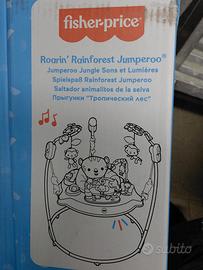 fisher-price
Roarin' Rainforest Jumperoo®
Jumperoo Jungle Sons et Lumières
Spielspaß Rainforest Jumperoo
Saltador animalitos de la selva
Прыгунки "Тропический лес"
subito